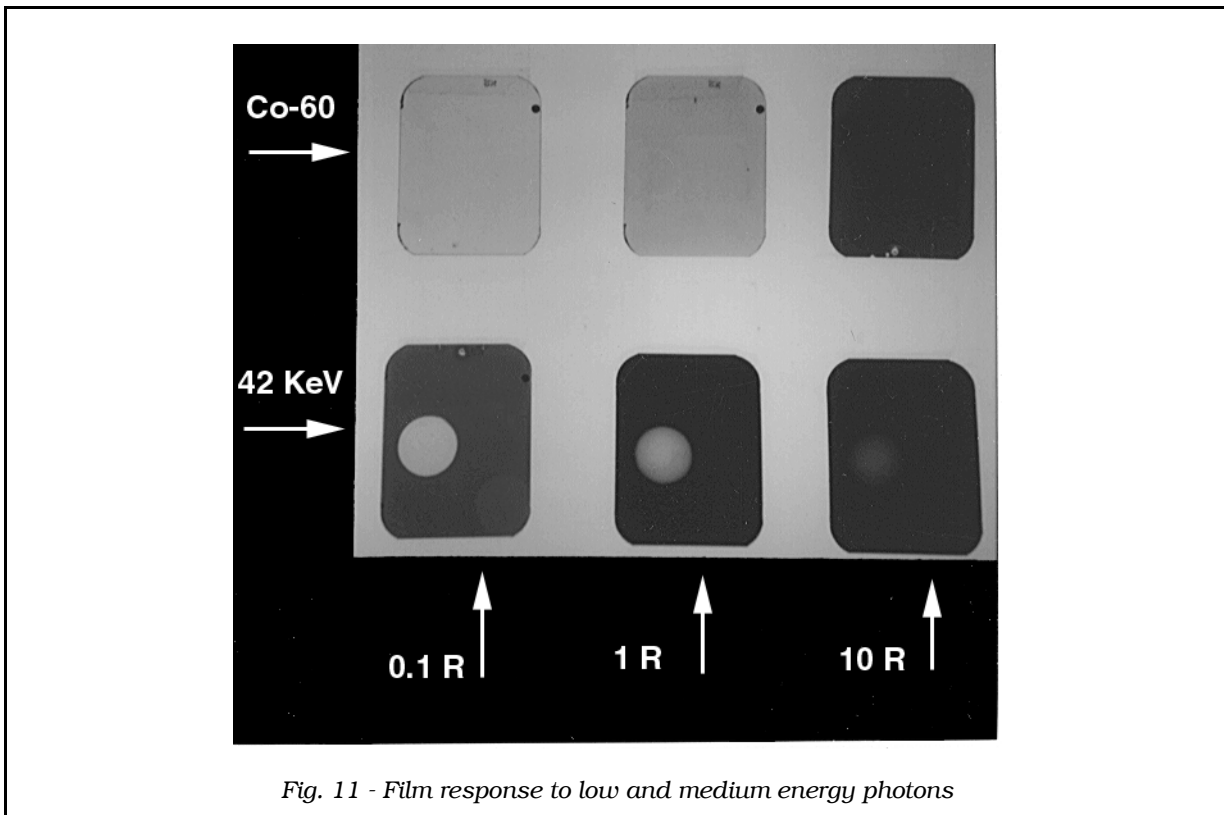 Co-60
42 KeV
0.1 R
1 R
10 R
Fig. 11 - Film response to low and medium energy photons